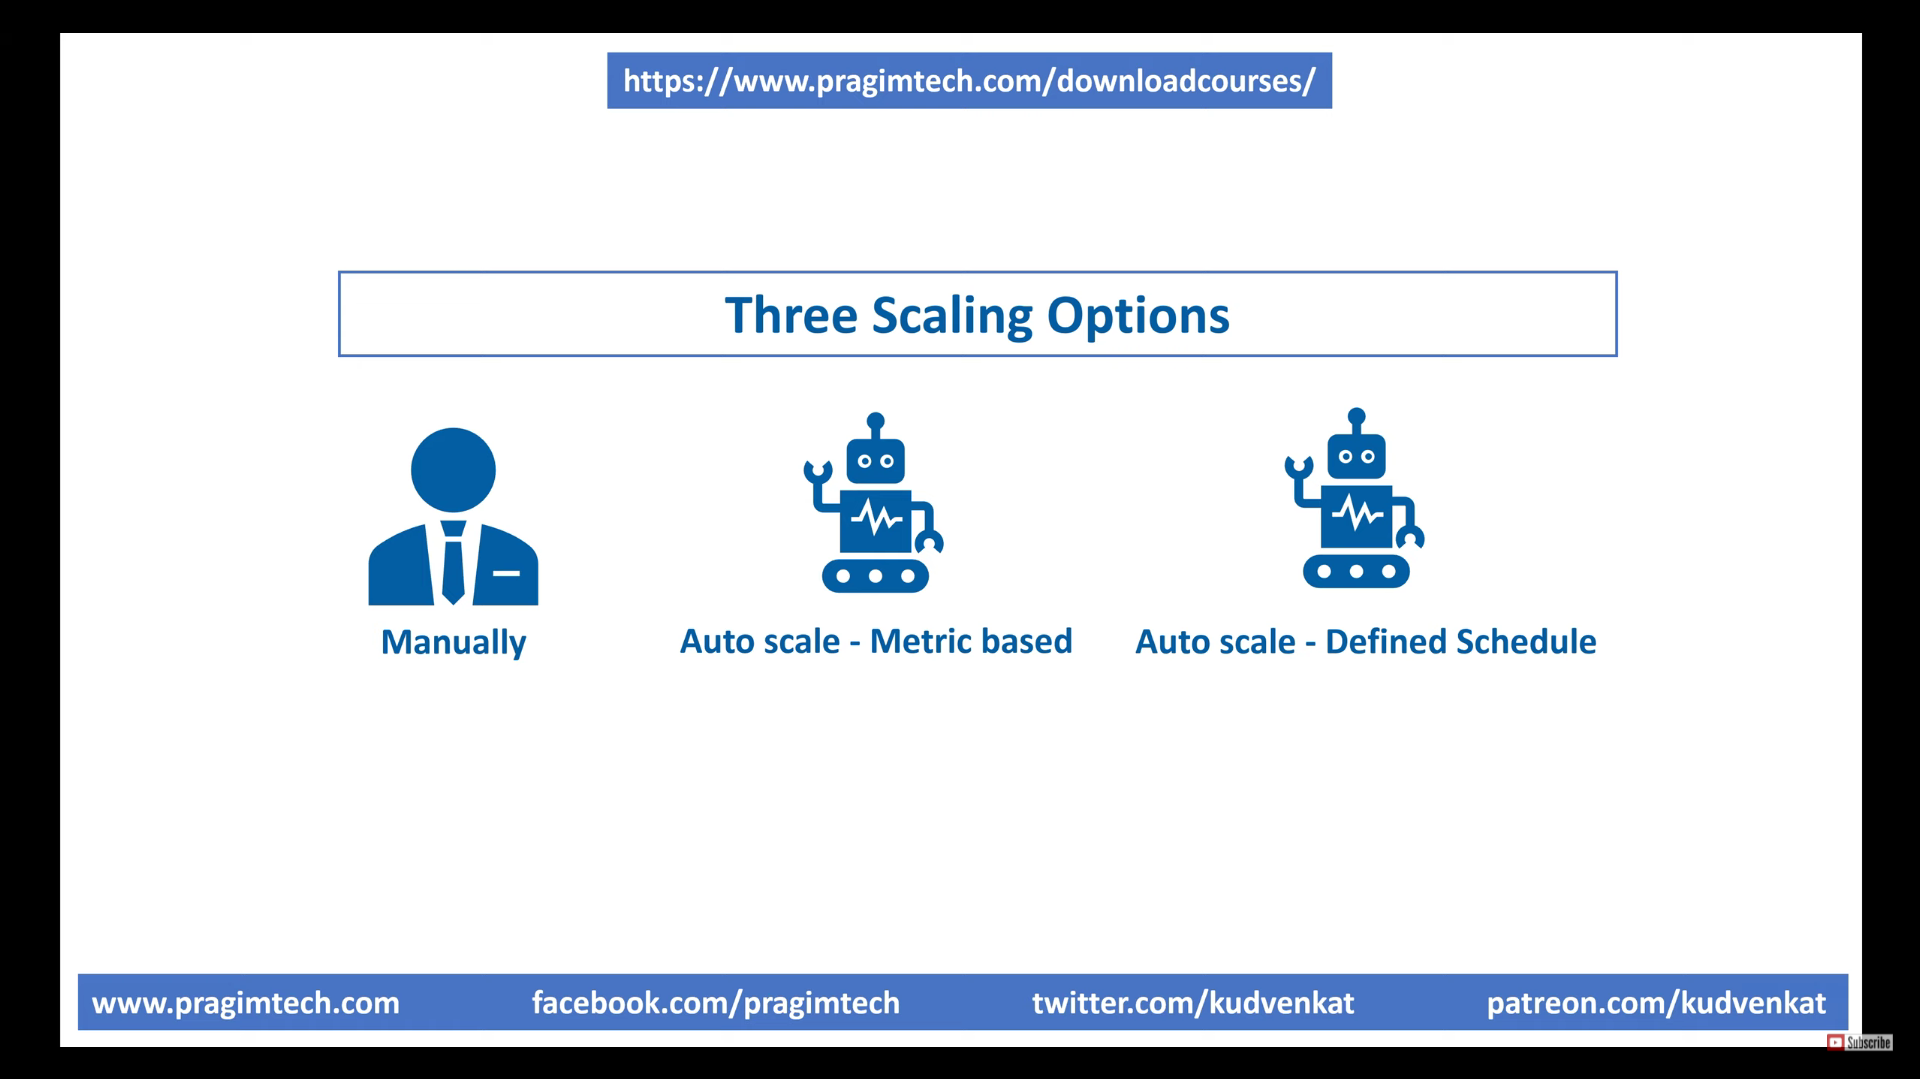 https://www.pragimtech.com/downloadcourses/
Three Scaling Options
Manually
Auto scale - Metric based
Auto scale - Defined Schedule
www.pragimtech.com
facebook.com/pragimtech
twitter.com/kudvenkat
patreon.com/kudvenkat
Subscribe